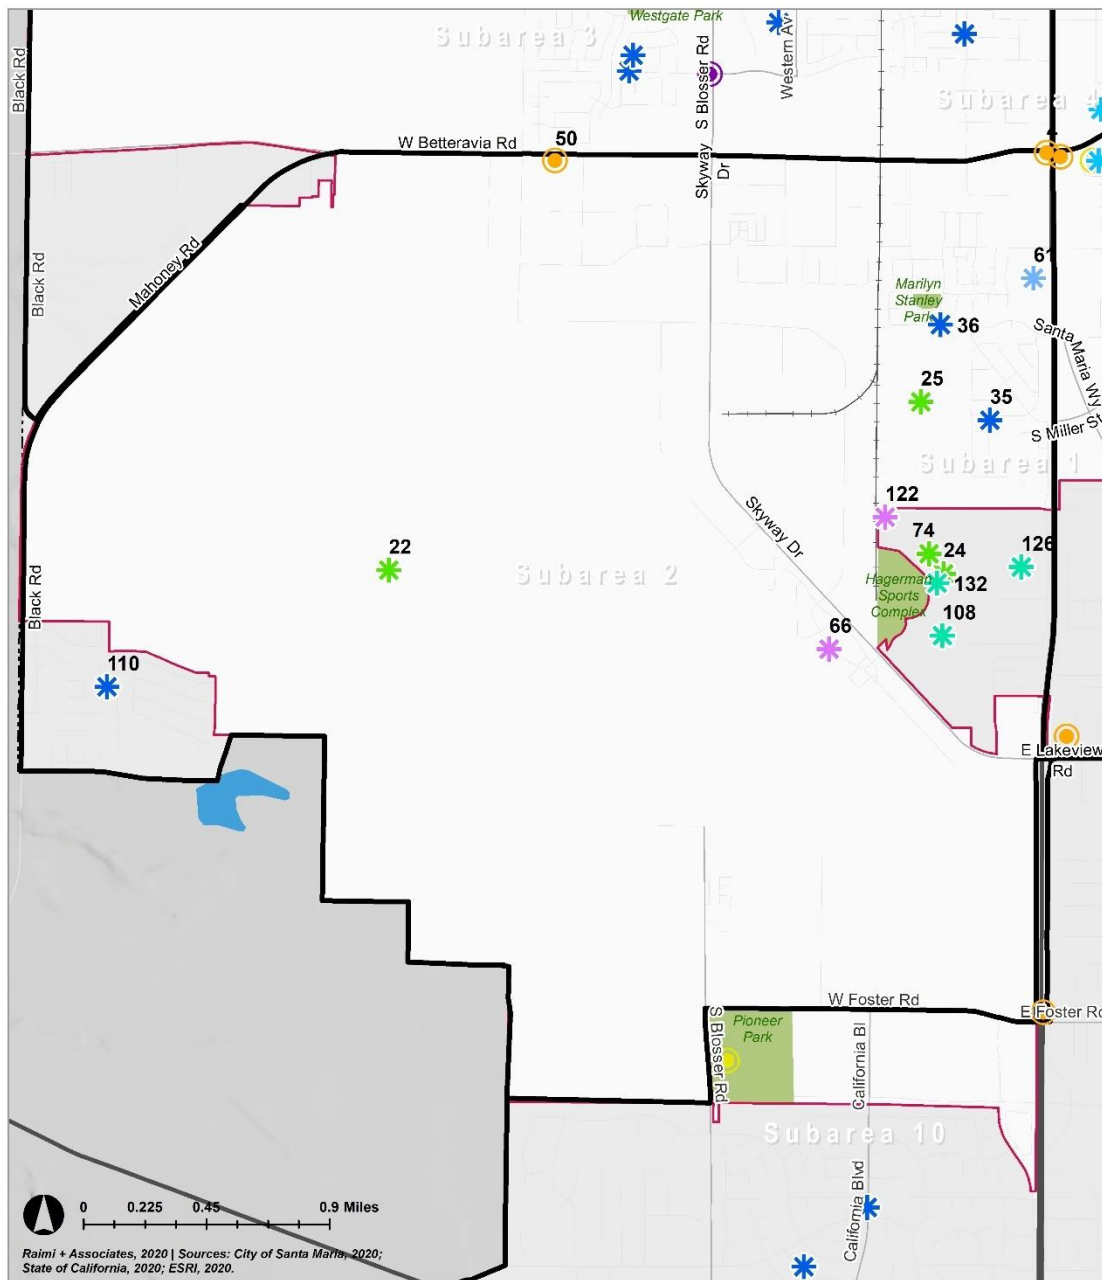 Westgate Park
Subarea 3
Black Rd
S Blosser Rd
Western Av
Subarea 4
W Betteravia Rd
50
4
Skyway
Dr
Mahoney Rd
Black Rd
61
Marilyn
Stanley
Park
36
Santa
Maria Wy
25
35
S Miller St
Subarea 1
122
Skyway Dr
74
24
126
22
Subarea 2
Hagerman
Sports
Complex
132
Black Rd
108
66
110
E Lakeview
Rd
W Foster Rd
E Foster Rd
S Blosser Rd
Pioneer
Park
California Bl
Subarea 10
California Blvd
0 0.225 0.45 0.9 Miles
Raimi + Associates, 2020 | Sources: City of Santa Maria, 2020;
State of California, 2020; ESRI, 2020.